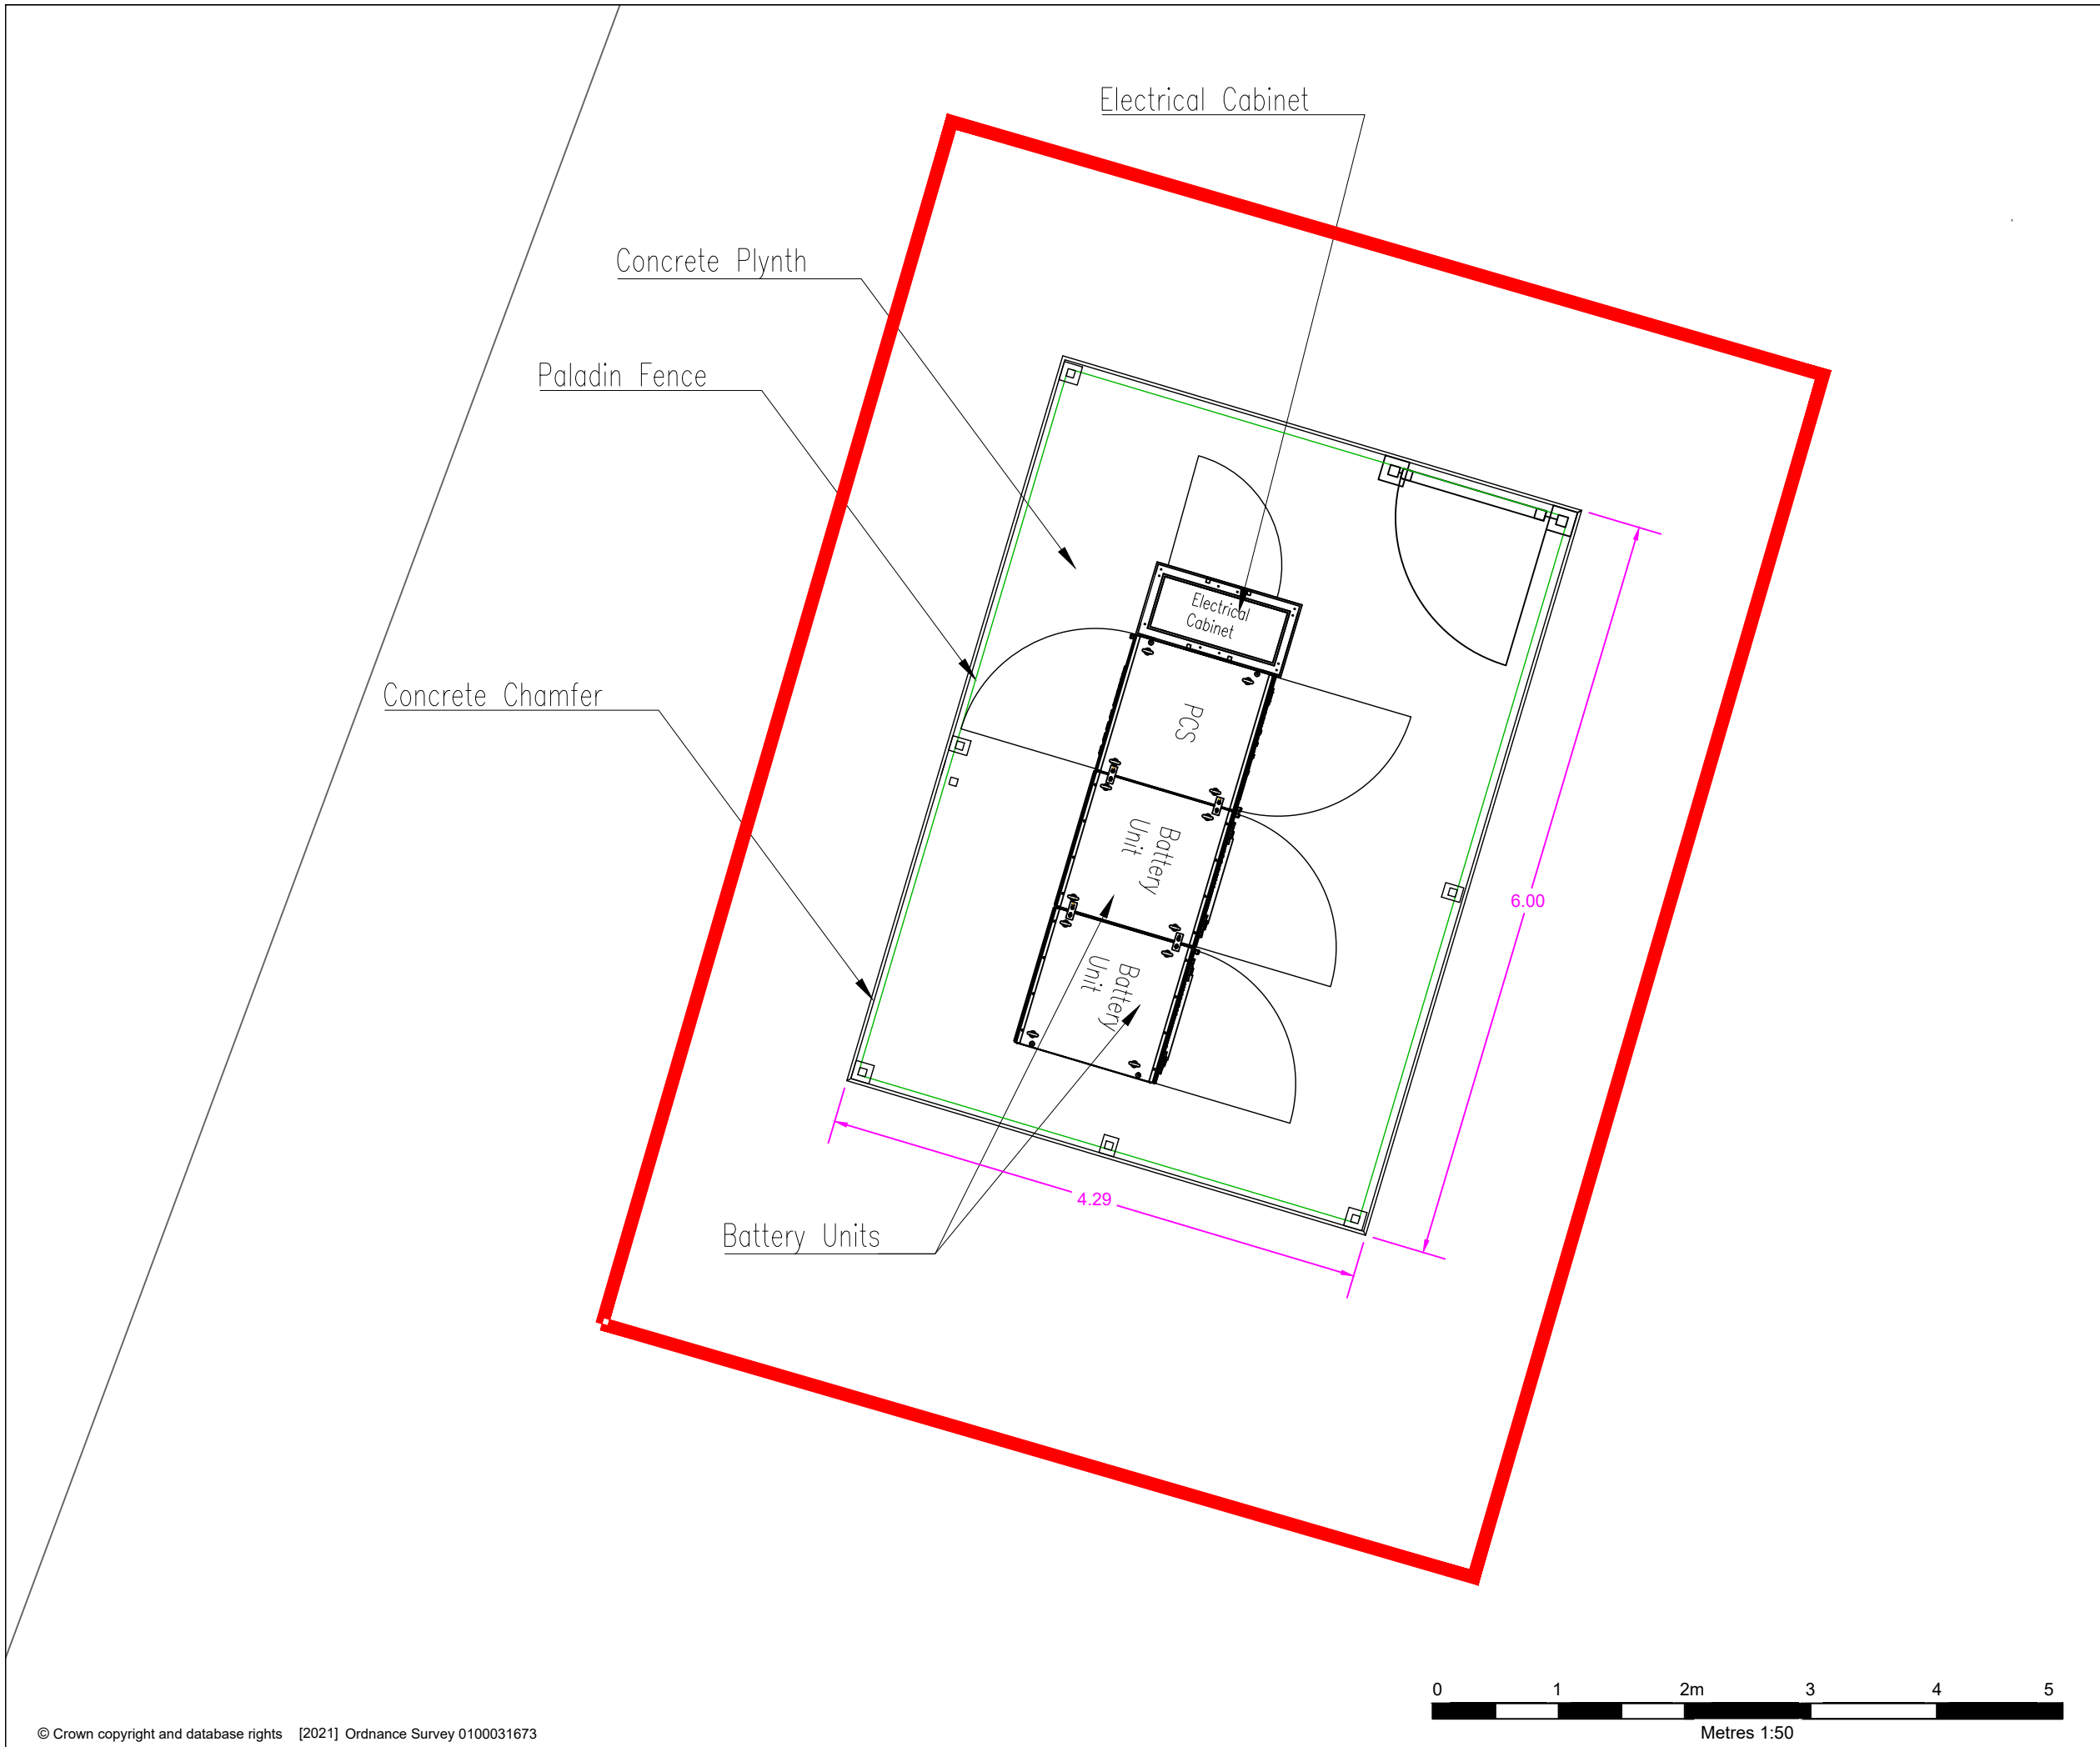 Electrical Cabinet
Concrete Plynth
Paladin Fence
Electrical
Cabinet
Concrete Chamfer
PCS
Battery
Unit
6.00
Battery
Unit
4.29
Battery Units
0 1 2m 3 4 5
Metres 1:50
© Crown copyright and database rights [2021] Ordnance Survey 0100031673